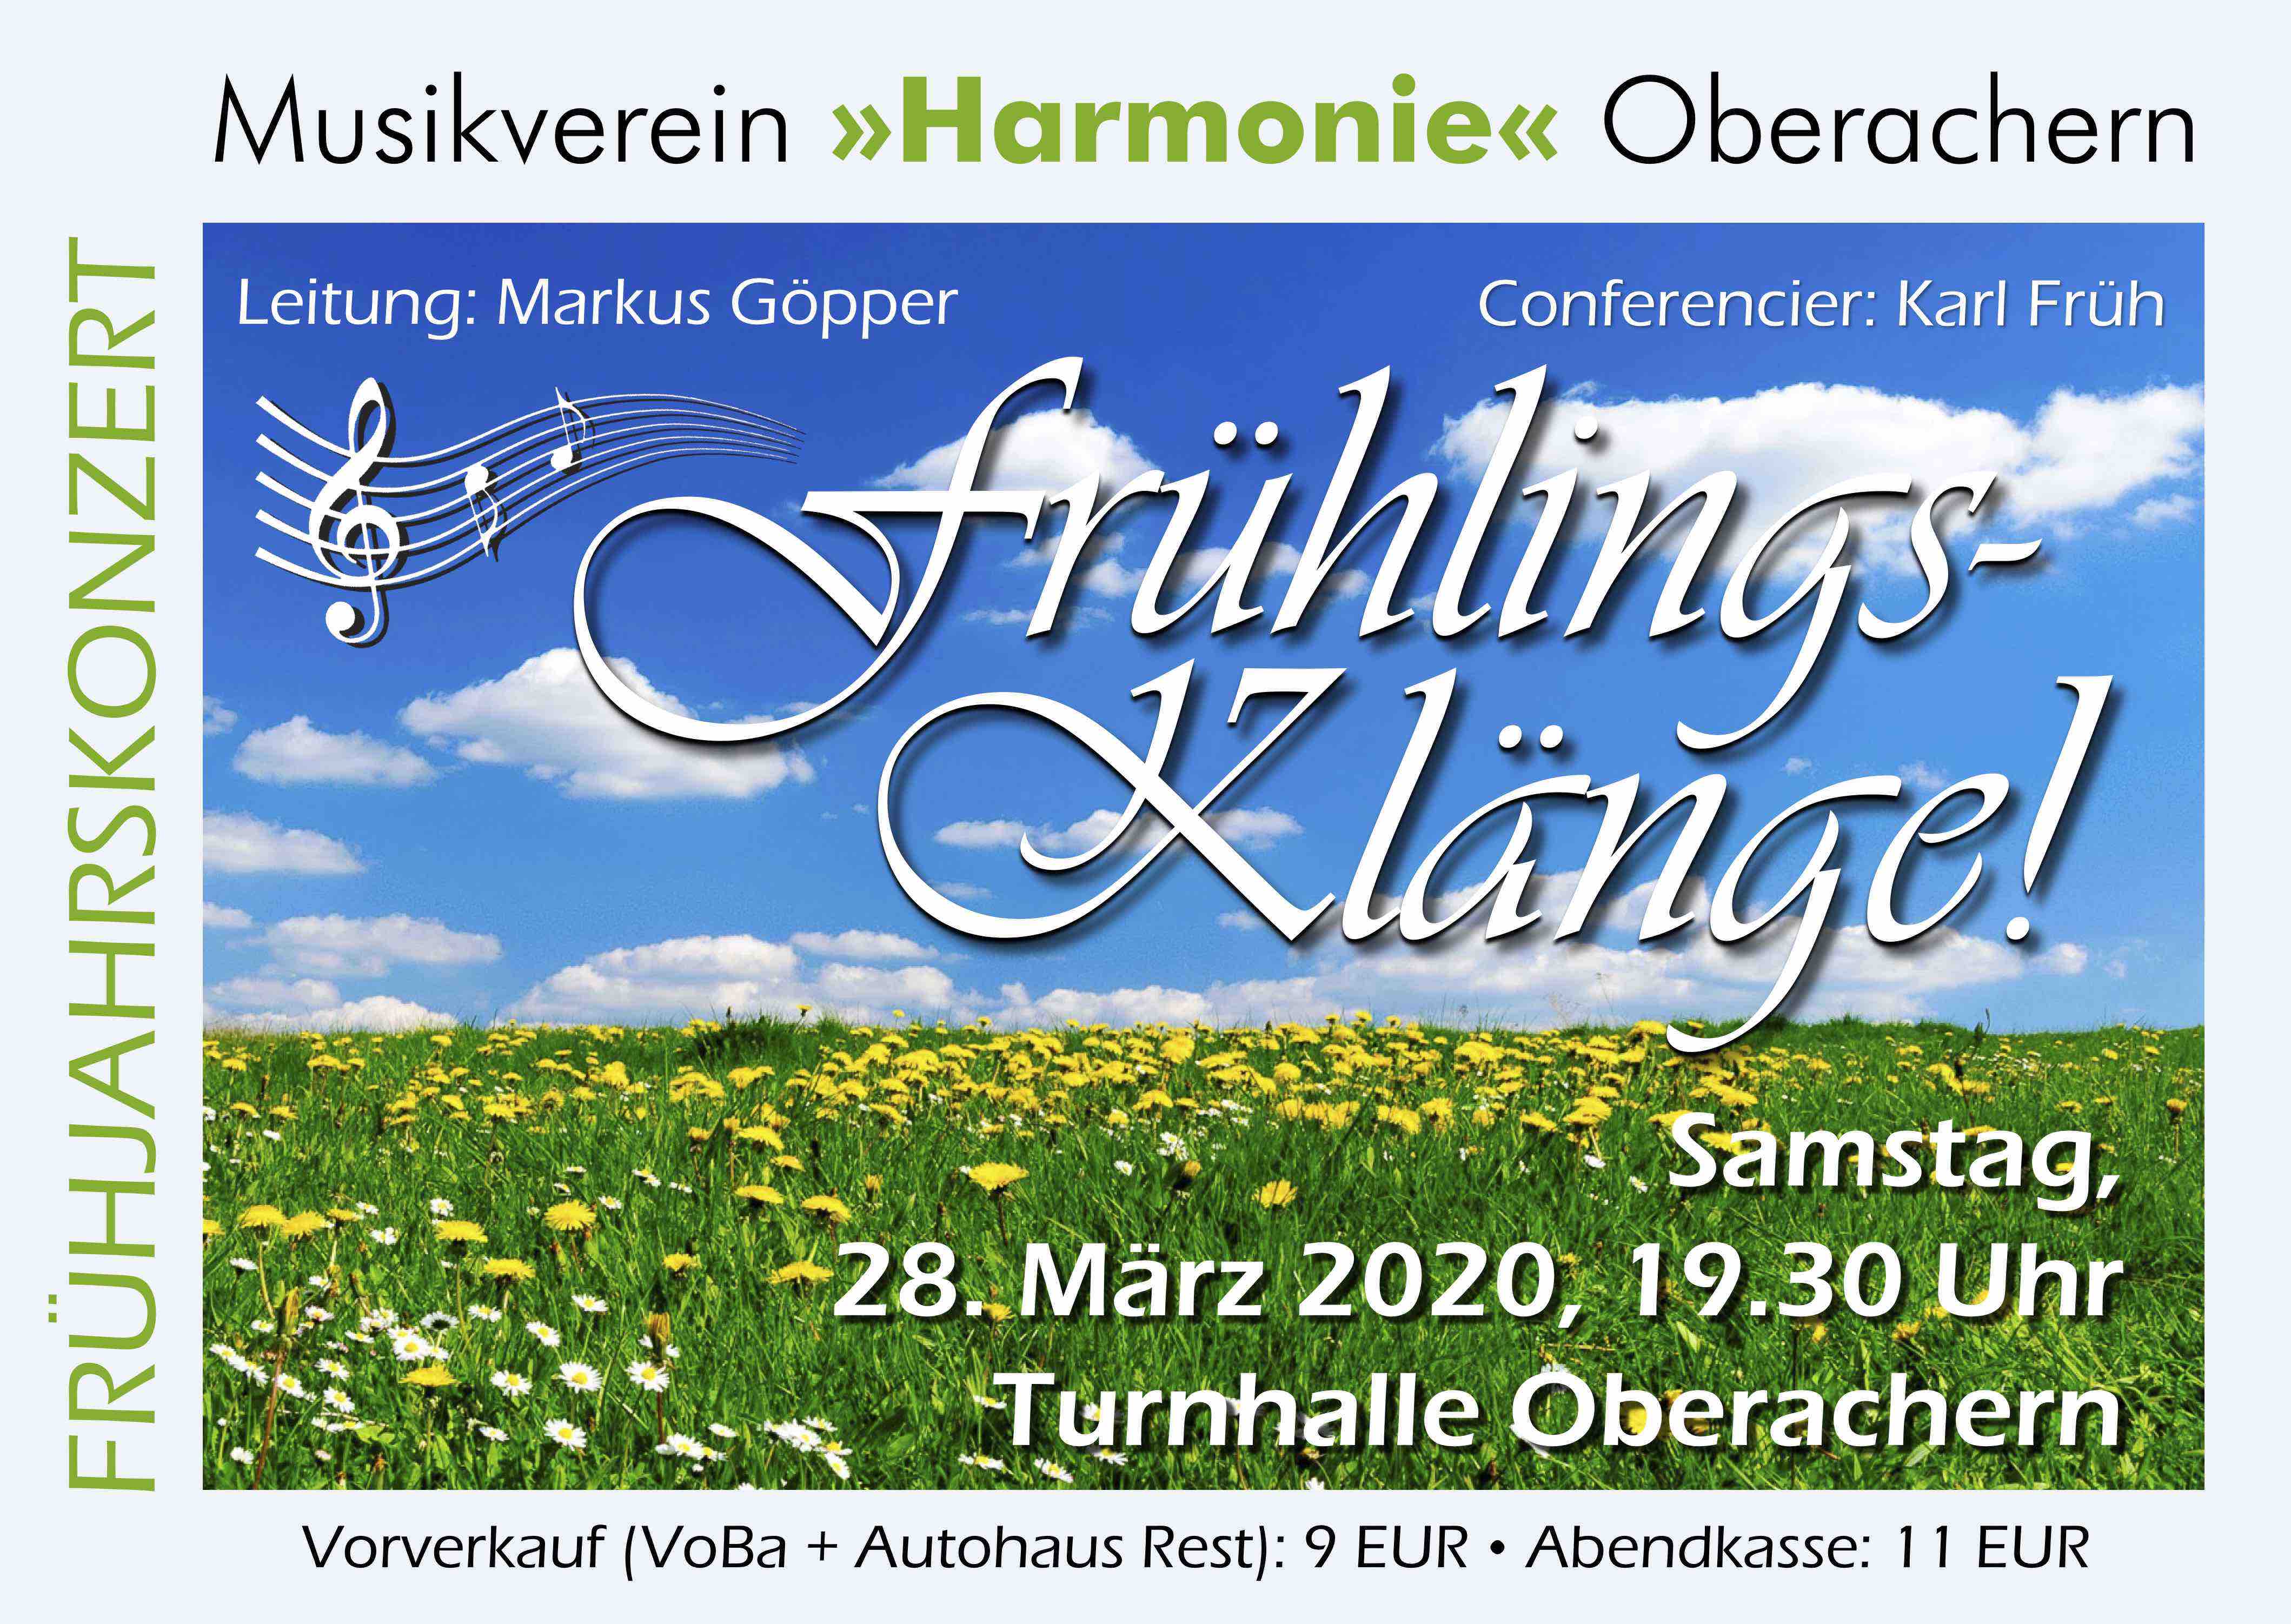 Musikverein »Harmonie« Oberachern
FRÜHJAHRSKONZERT
Leitung: Markus Göpper
Conferencier: Karl Früh
Frühlings-
Klänge!
Samstag,
28. März 2020, 19.30 Uhr
Turnhalle Oberachern
Vorverkauf (VoBa + Autohaus Rest): 9 EUR • Abendkasse: 11 EUR